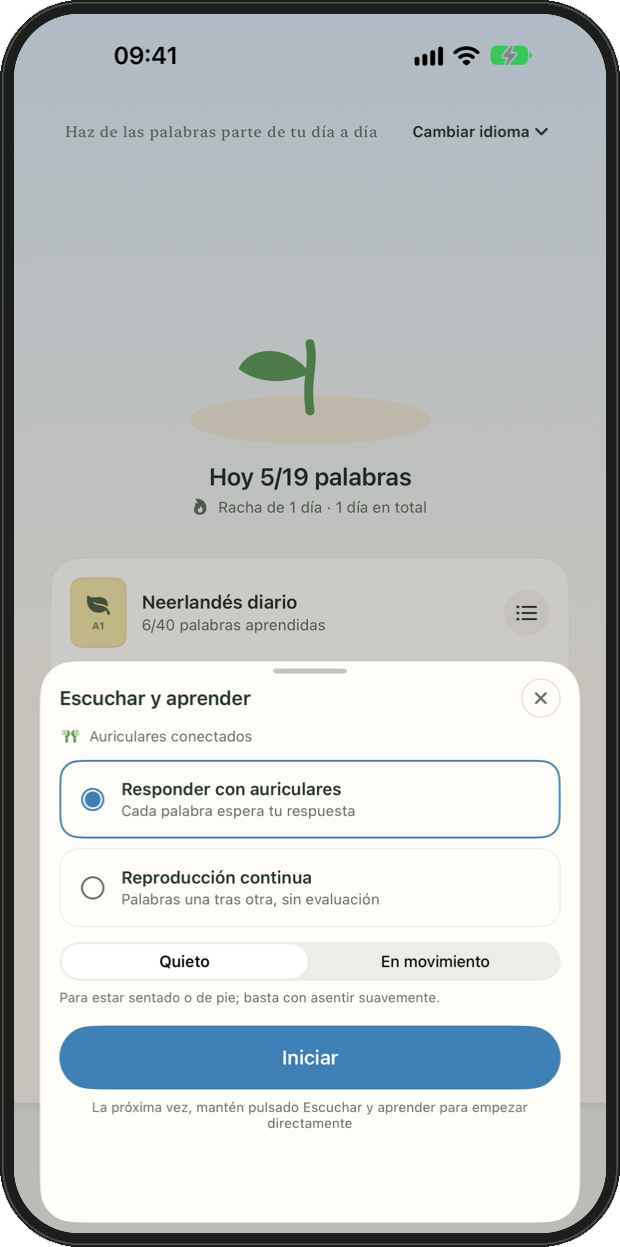 09:41
Haz de las palabras parte de tu día a día
Cambiar idioma
Hoy 5/19 palabras
Racha de 1 día · 1 día en total
A1
Neerlandés diario
6/40 palabras aprendidas
Escuchar y aprender
Auriculares conectados
Responder con auriculares
Cada palabra espera tu respuesta
Reproducción continua
Palabras una tras otra, sin evaluación
Quieto
En movimiento
Para estar sentado o de pie; basta con asentir suavemente.
Iniciar
La próxima vez, mantén pulsado Escuchar y aprender para empezar
directamente